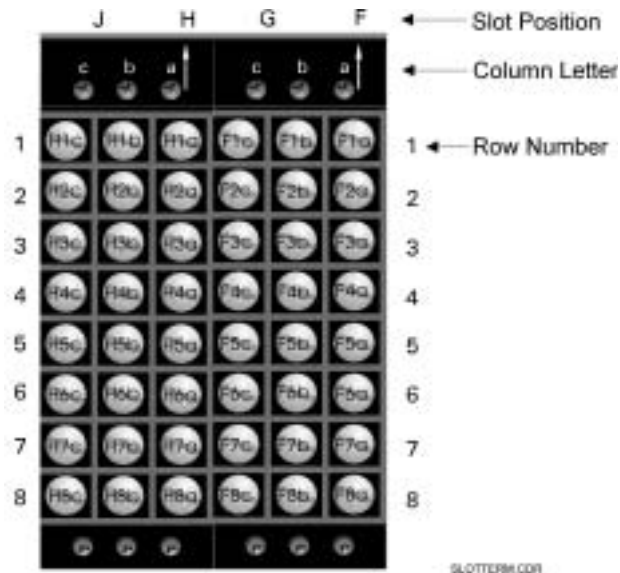 J H G F Slot Position
c b a c b a Column Letter
1 H1c H1b H1a F1c F1b F1a 1 Row Number
2 H2c H2b H2a F2c F2b F2a 2
3 H3c H3b H3a F3c F3b F3a 3
4 H4c H4b H4a F4c F4b F4a 4
5 H5c H5b H5a F5c F5b F5a 5
6 H6c H6b H6a F6c F6b F6a 6
7 H7c H7b H7a F7c F7b F7a 7
8 H8c H8b H8a F8c F8b F8a 8
SLOTTERM.CDR